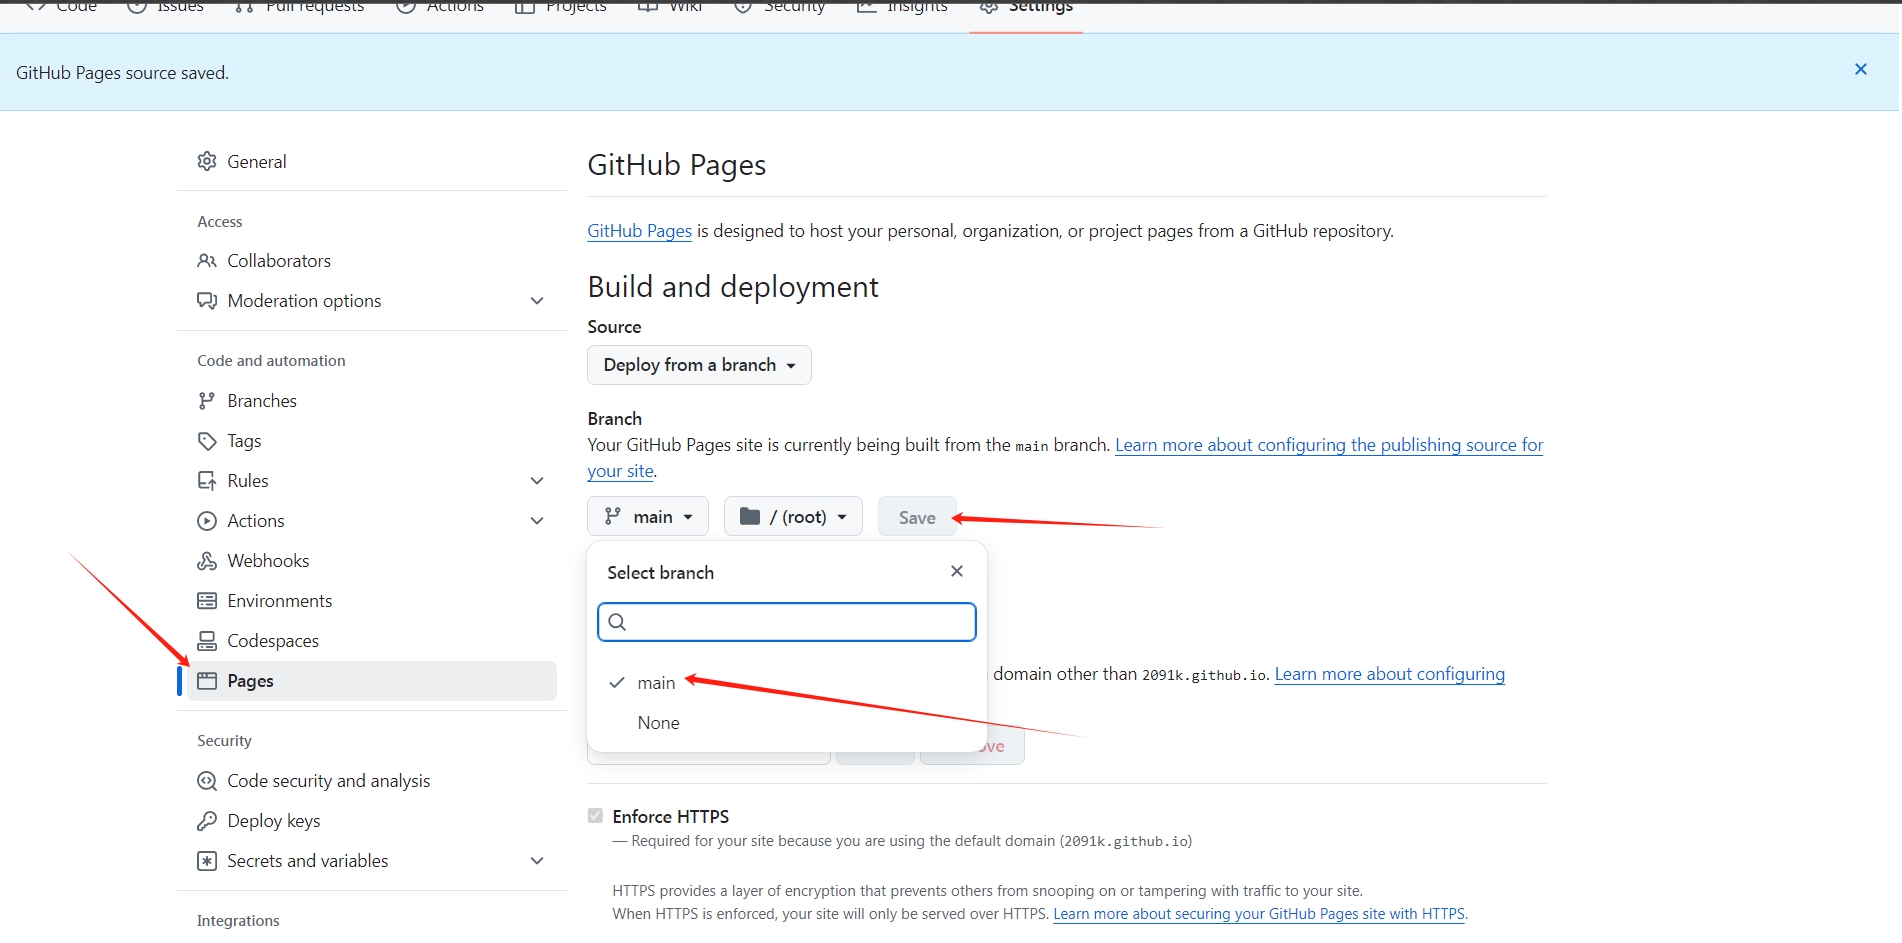 Code Issues Pull requests Actions Projects Wiki Security Insights Settings
GitHub Pages source saved.
General
Access
Collaborators
Moderation options
Code and automation
Branches
Tags
Rules
Actions
Webhooks
Environments
Codespaces
Pages
Security
Code security and analysis
Deploy keys
Secrets and variables
Integrations
GitHub Pages
GitHub Pages is designed to host your personal, organization, or project pages from a GitHub repository.
Build and deployment
Source
Deploy from a branch
Branch
Your GitHub Pages site is currently being built from the main branch. Learn more about configuring the publishing source for
your site.
main / (root) Save
Select branch
main
None
domain other than 2091k.github.io. Learn more about configuring
ove
Enforce HTTPS
— Required for your site because you are using the default domain (2091k.github.io)
HTTPS provides a layer of encryption that prevents others from snooping on or tampering with traffic to your site.
When HTTPS is enforced, your site will only be served over HTTPS. Learn more about securing your GitHub Pages site with HTTPS.